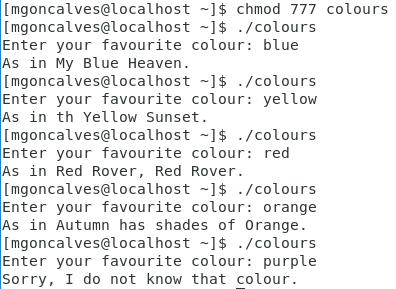 [mgoncalves@localhost ~]$ chmod 777 colours
[mgoncalves@localhost ~]$ ./colours
Enter your favourite colour: blue
As in My Blue Heaven.
[mgoncalves@localhost ~]$ ./colours
Enter your favourite colour: yellow
As in th Yellow Sunset.
[mgoncalves@localhost ~]$ ./colours
Enter your favourite colour: red
As in Red Rover, Red Rover.
[mgoncalves@localhost ~]$ ./colours
Enter your favourite colour: orange
As in Autumn has shades of Orange.
[mgoncalves@localhost ~]$ ./colours
Enter your favourite colour: purple
Sorry, I do not know that colour.